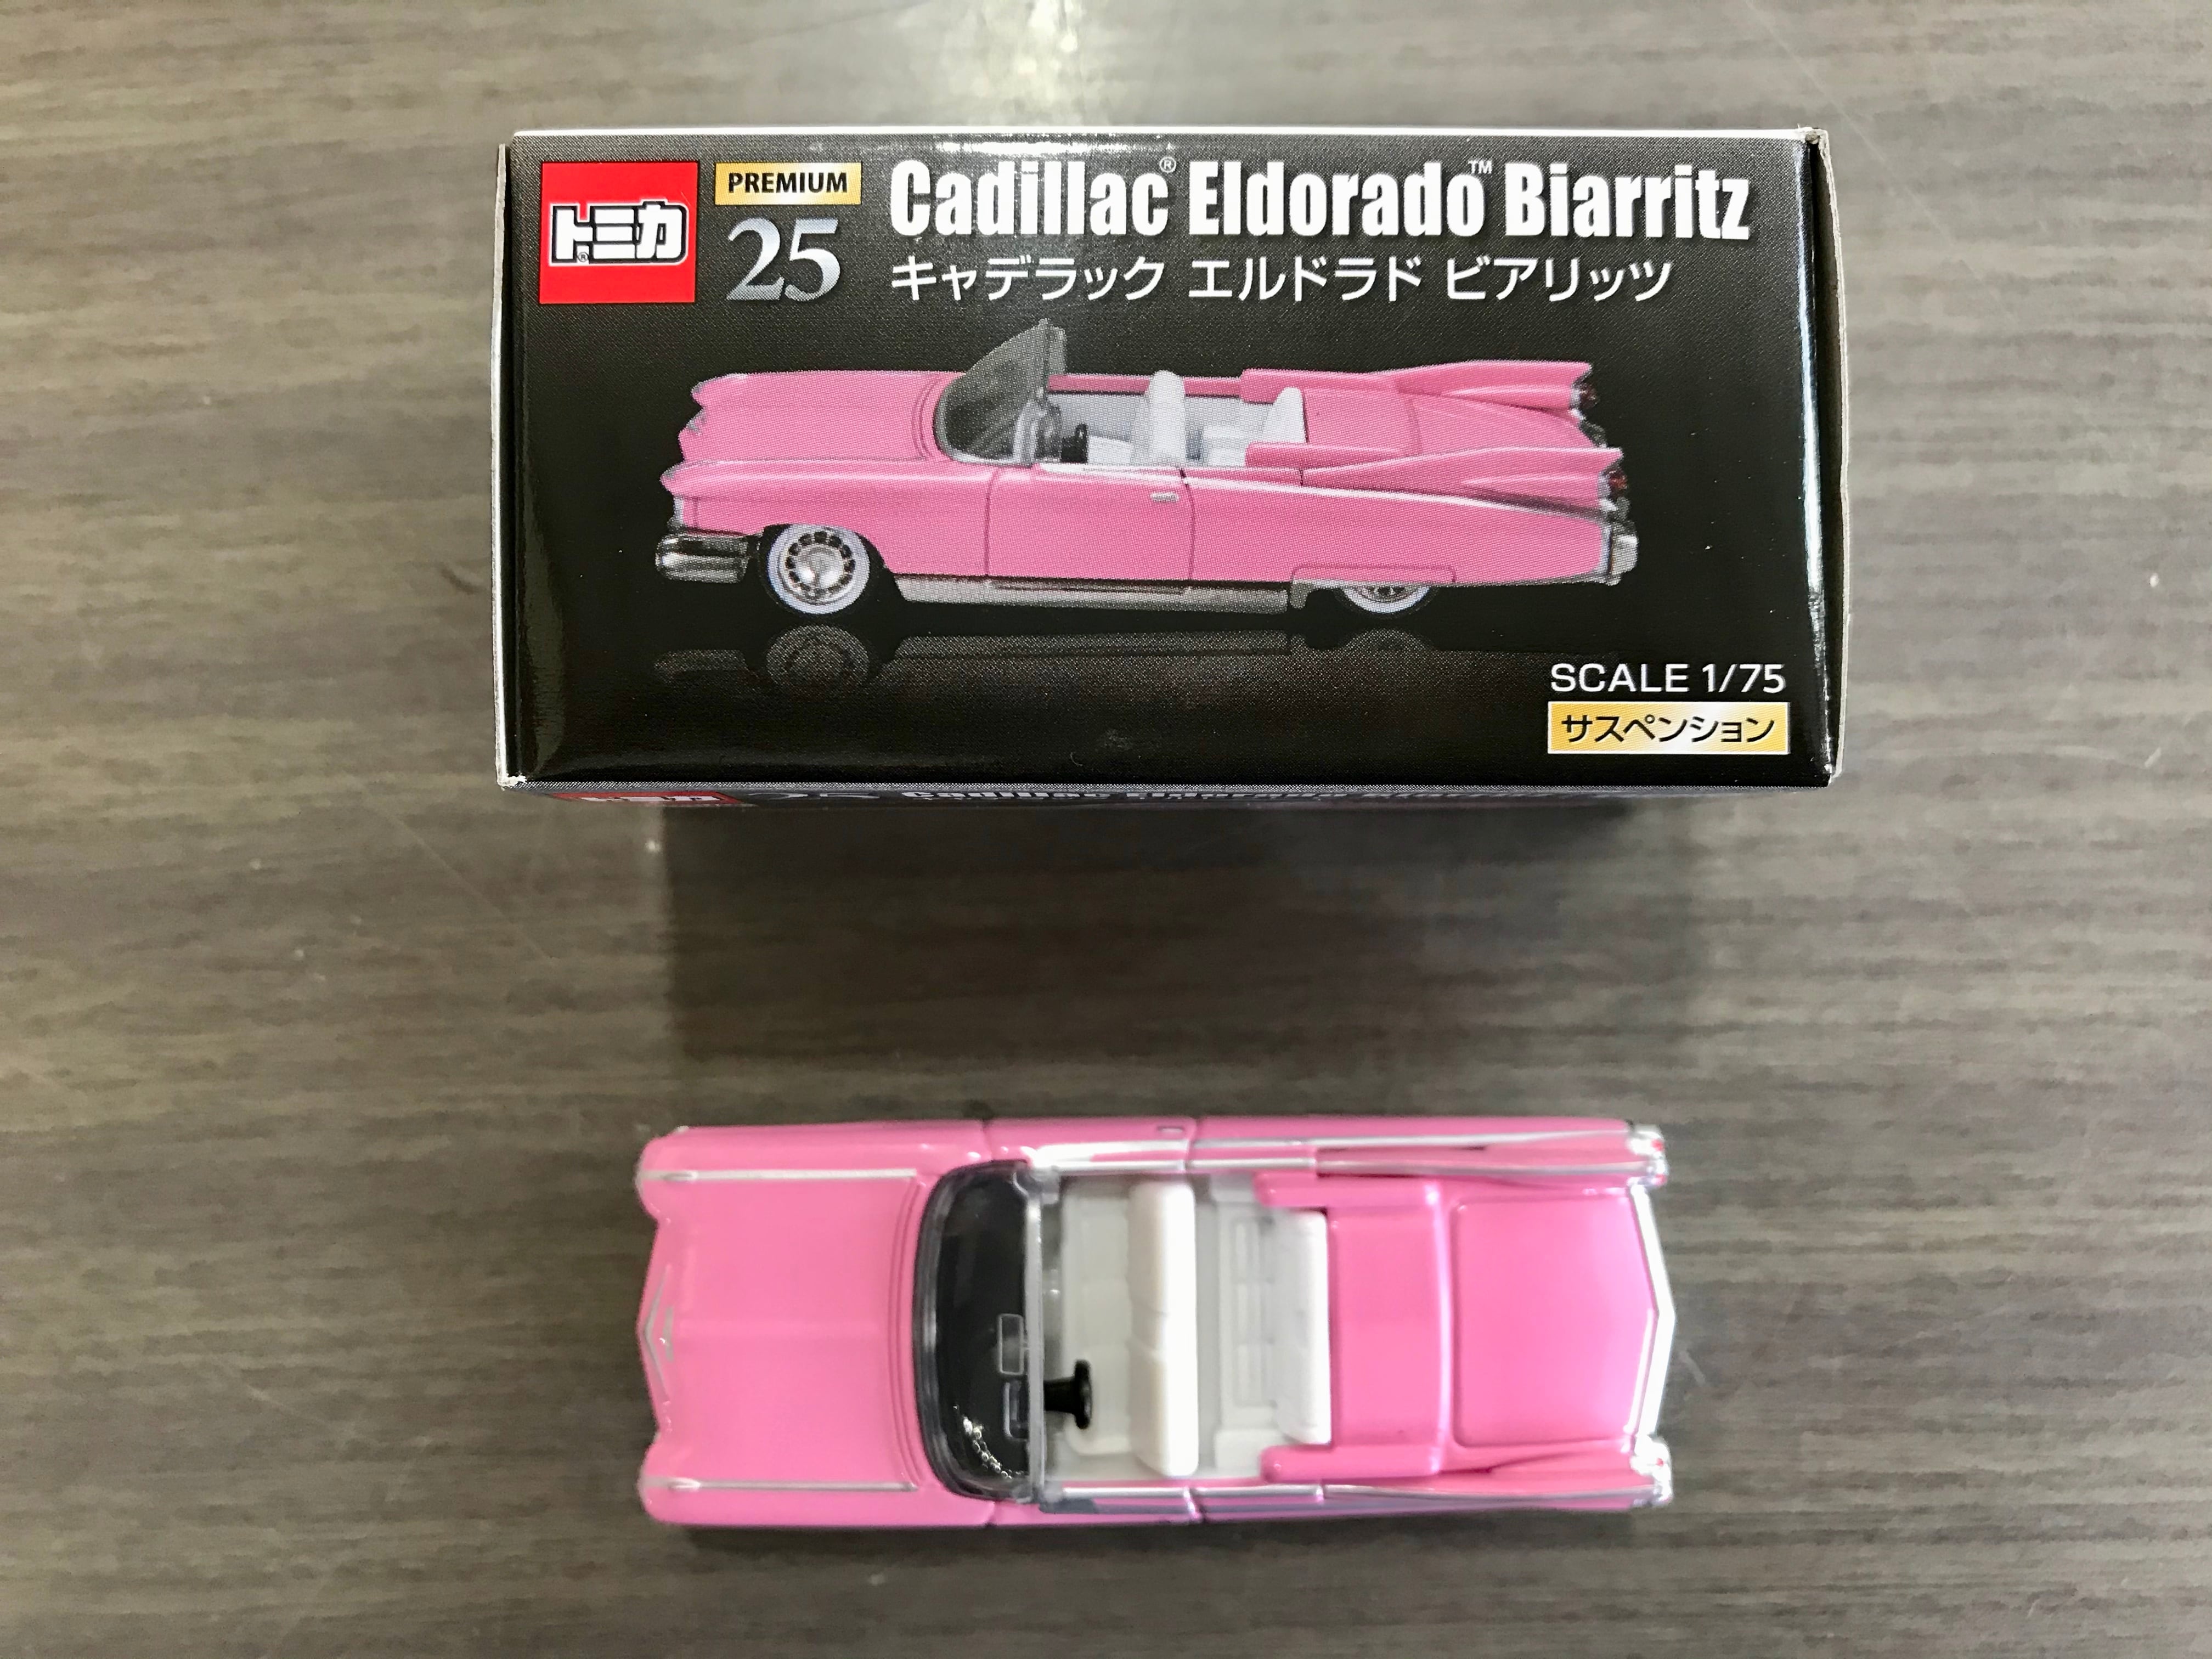 トミカ®
PREMIUM
25
Cadillac® Eldorado™ Biarritz
キャデラック エルドラド ビアリッツ
SCALE 1/75
サスペンション